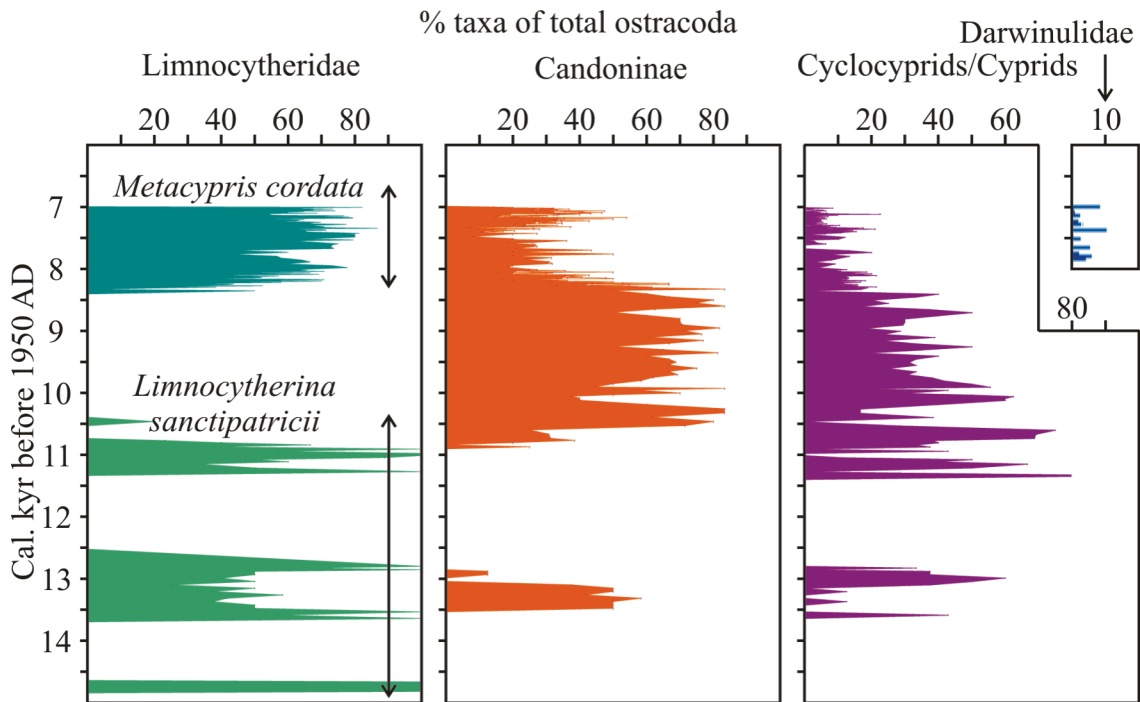 % taxa of total ostracoda
Darwinulidae
Limnocytheridae
Candoninae
Cyclocyprids/Cyprids
20 40 60 80
20 40 60 80
20 40 60
10
Metacypris cordata
Limnocytherina
sanctipatricii
80
Cal. kyr before 1950 AD
7
8
9
10
11
12
13
14